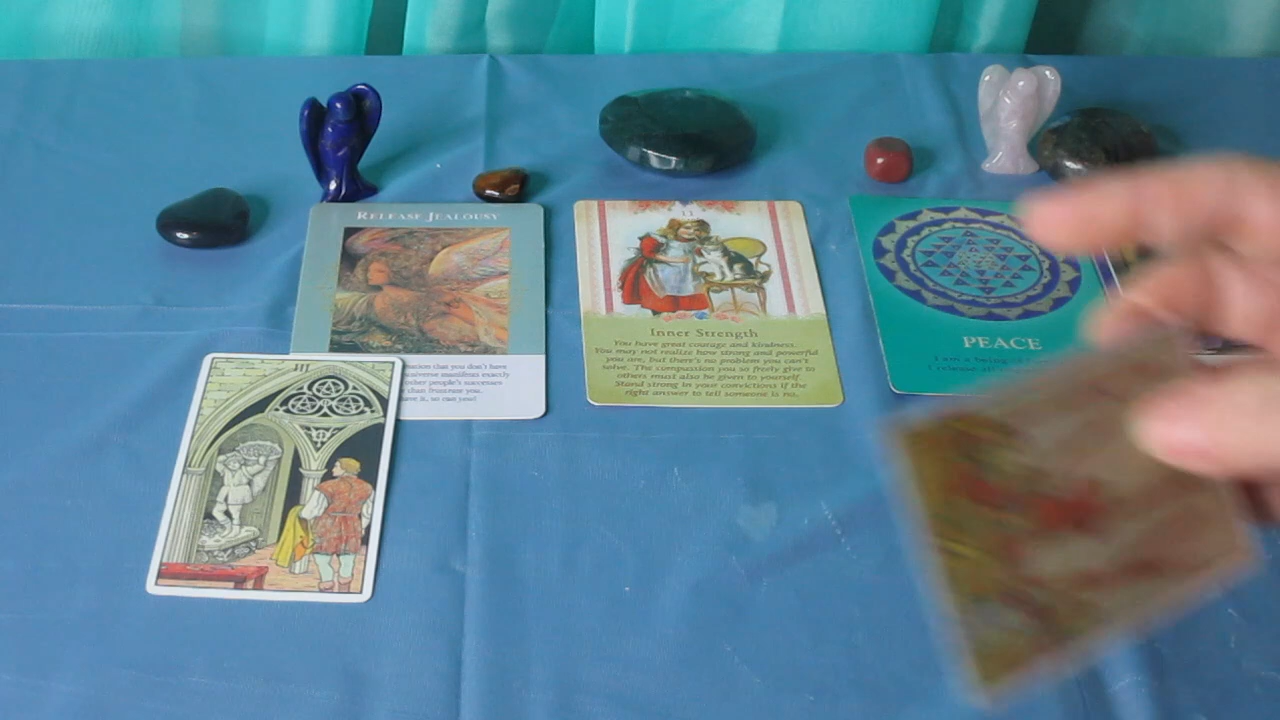 RELEASE JEALOUSY
that you don't have
manifests exactly
other people's successes
than frustrate you.
have it, so can you!
III
11
Inner Strength
You have great courage and kindness.
You may not realize how strong and powerful
you are, but there's no problem you can't
solve. The compassion you so freely give to
others must also be given to yourself.
Stand strong in your convictions if the
right answer to tell someone is no.
PEACE
I am a being of
I release all